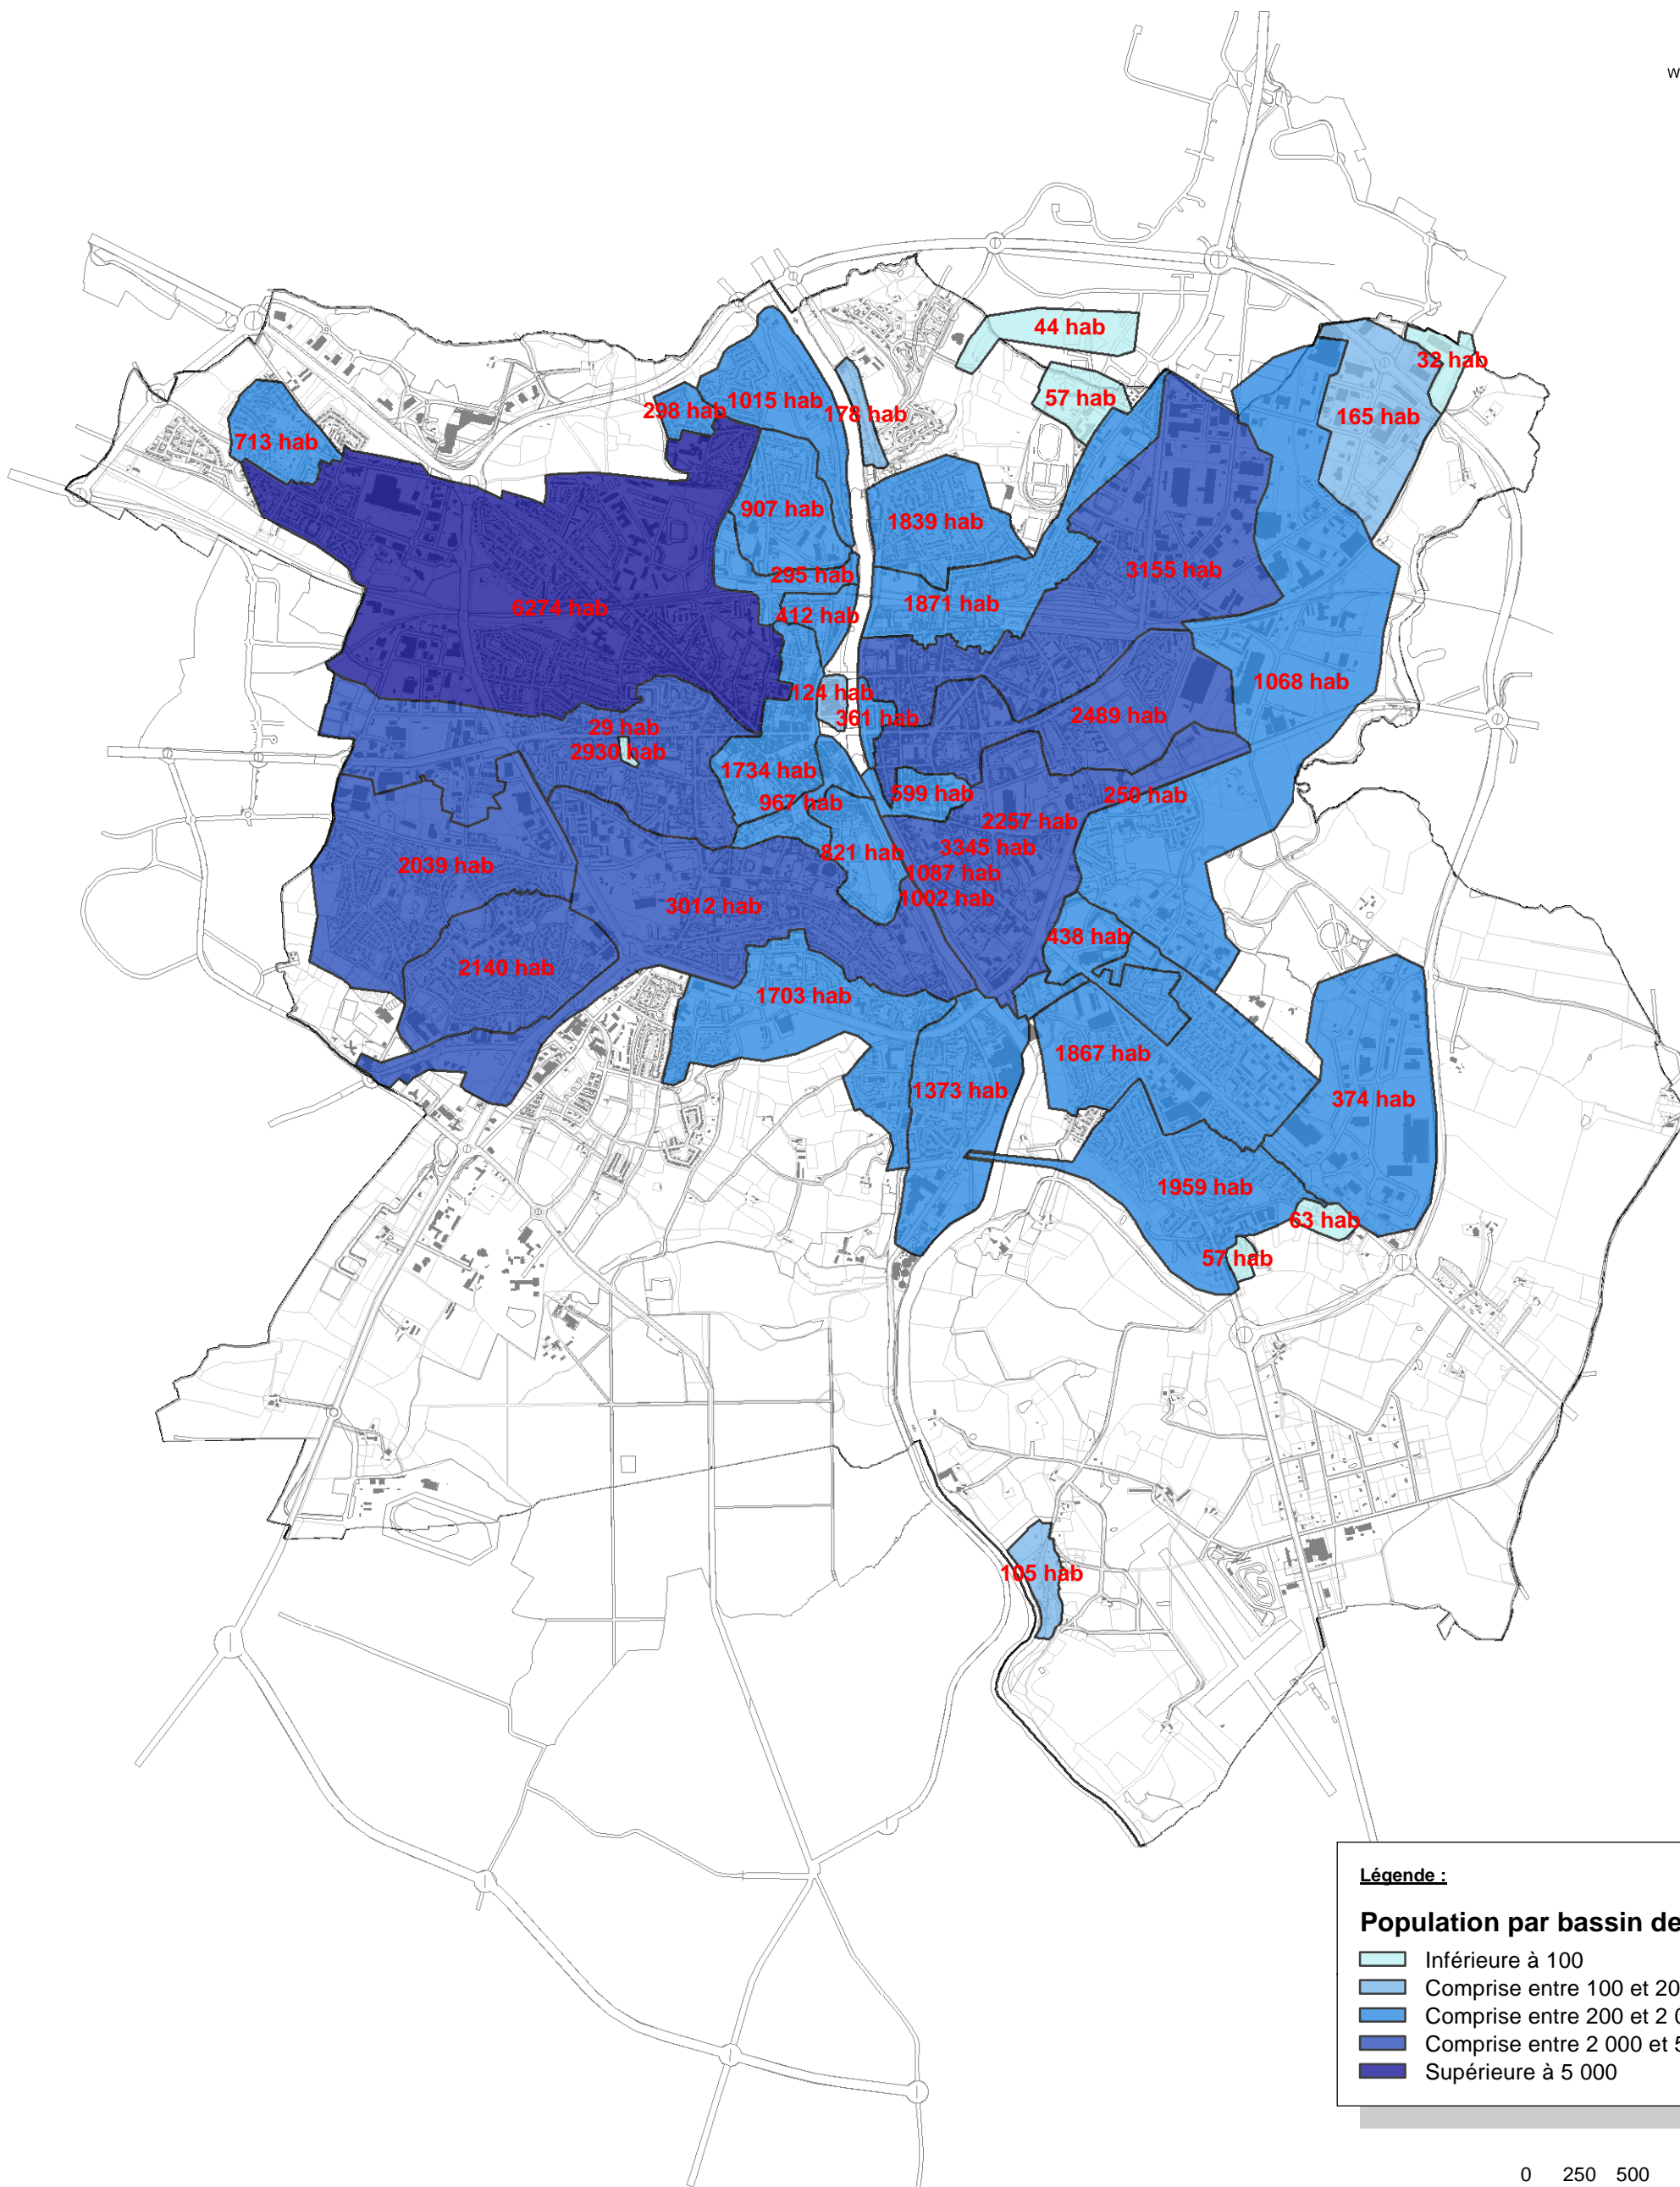 w
44 hab
32 hab
57 hab
298 hab
1015 hab
178 hab
165 hab
713 hab
907 hab
1839 hab
295 hab
3155 hab
6274 hab
412 hab
1871 hab
124 hab
1068 hab
361 hab
2489 hab
29 hab
2930 hab
1734 hab
967 hab
599 hab
250 hab
2257 hab
3345 hab
821 hab
2039 hab
1087 hab
1002 hab
3012 hab
438 hab
2140 hab
1703 hab
1867 hab
1373 hab
374 hab
1959 hab
63 hab
57 hab
105 hab
Légende :
Population par bassin de
Inférieure à 100
Comprise entre 100 et 20
Comprise entre 200 et 2 0
Comprise entre 2 000 et 5
Supérieure à 5 000
0 250 500